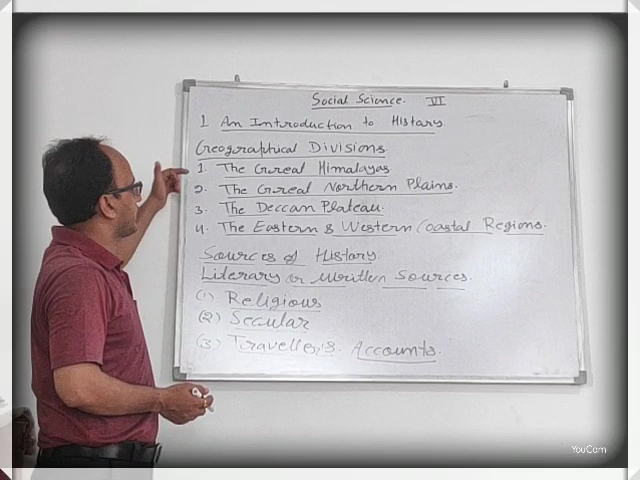 Social Science. VI
1 An Introduction to History.
Geographical Divisions.
1. The Great Himalayas
2. The Great Northern Plains.
3. The Deccan Plateau.
4. The Eastern & Western Coastal Regions.
Sources of History
Literary or Written Sources.
(1) Religious
(2) Secular
(3) Traveller's. Accounts.
YouCam